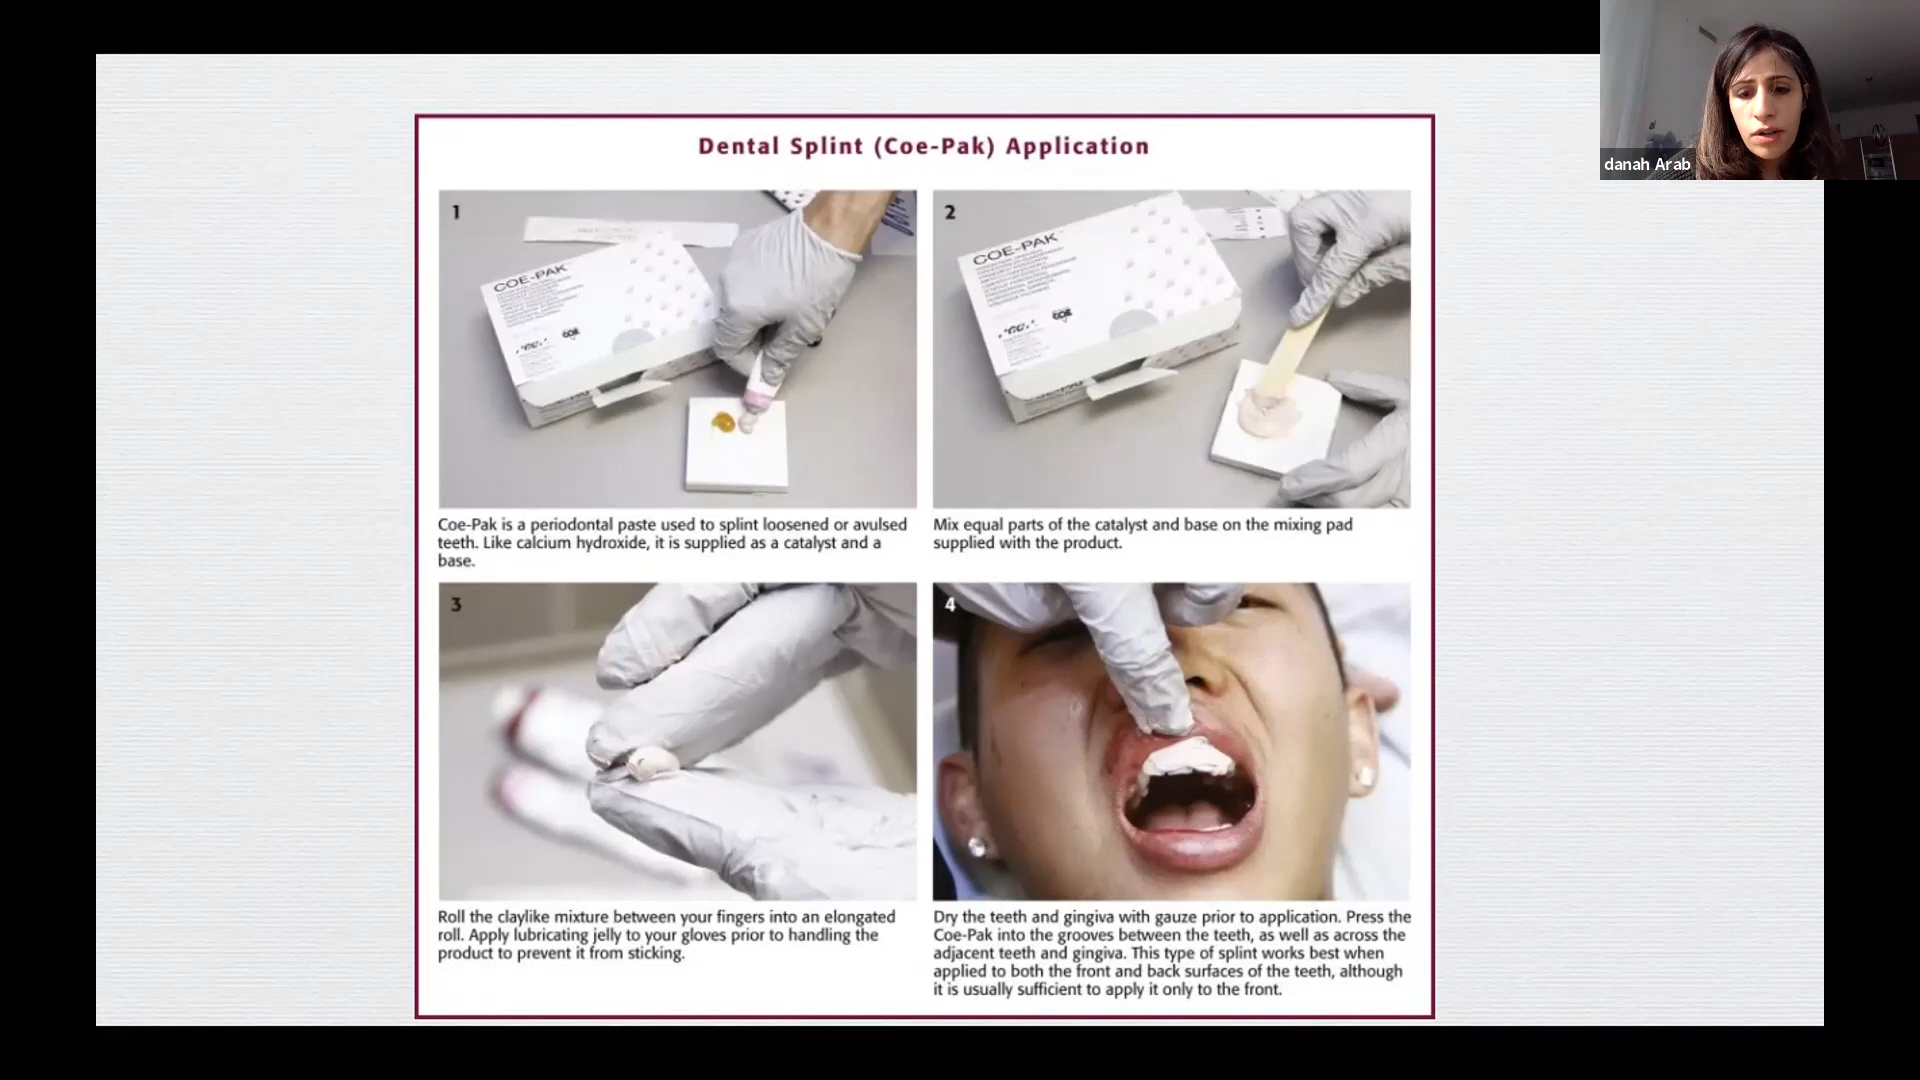 danah Arab
Dental Splint (Coe-Pak) Application
1
COE-PAK
COE
2
COE-PAK
COE
Coe-Pak is a periodontal paste used to splint loosened or avulsed
teeth. Like calcium hydroxide, it is supplied as a catalyst and a
base.
Mix equal parts of the catalyst and base on the mixing pad
supplied with the product.
3
4
Roll the claylike mixture between your fingers into an elongated
roll. Apply lubricating jelly to your gloves prior to handling the
product to prevent it from sticking.
Dry the teeth and gingiva with gauze prior to application. Press the
Coe-Pak into the grooves between the teeth, as well as across the
adjacent teeth and gingiva. This type of splint works best when
applied to both the front and back surfaces of the teeth, although
it is usually sufficient to apply it only to the front.